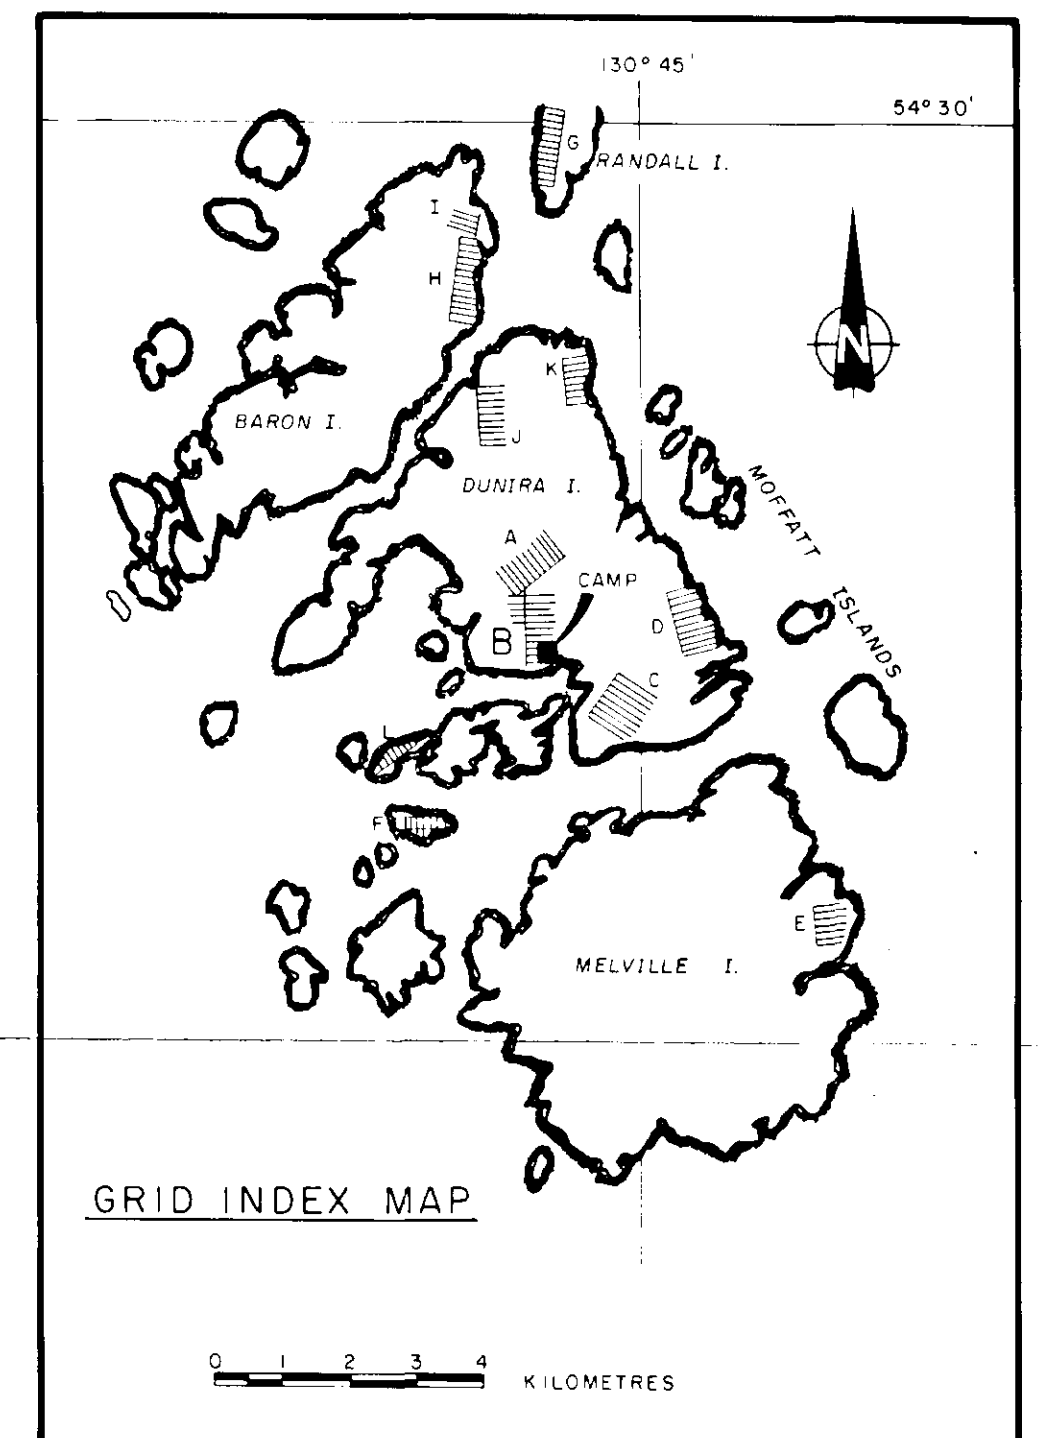 130° 45'
54° 30'
G
RANDALL I.
I
H
N
K
BARON I.
J
DUNIRA I.
MOFFATT ISLANDS
A
CAMP
D
B
C
L
F
E
MELVILLE I.
GRID INDEX MAP
0 1 2 3 4
KILOMETRES